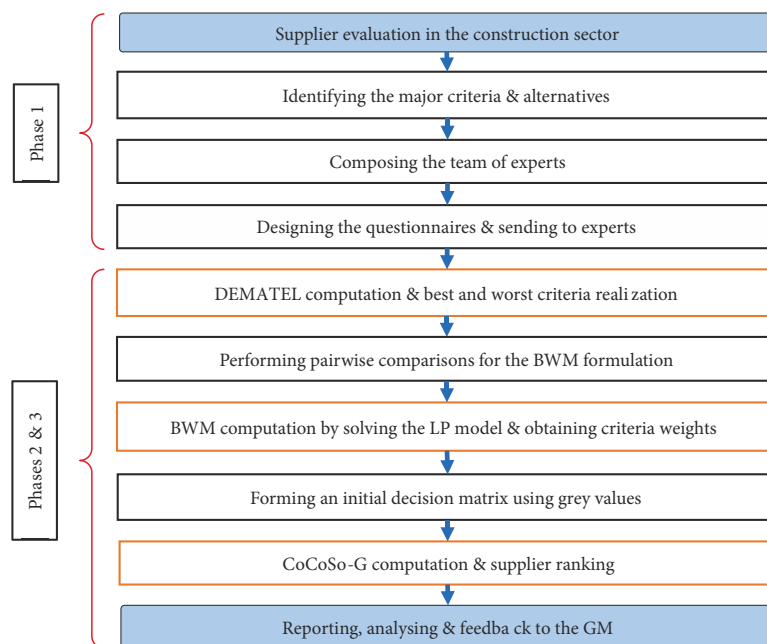 Supplier evaluation in the construction sector
Identifying the major criteria & alternatives
Phase 1
Composing the team of experts
Designing the questionnaires & sending to experts
DEMATEL computation & best and worst criteria reali zation
Performing pairwise comparisons for the BWM formulation
BWM computation by solving the LP model & obtaining criteria weights
Phases 2 & 3
Forming an initial decision matrix using grey values
CoCoSo-G computation & supplier ranking
Reporting, analysing & feedba ck to the GM